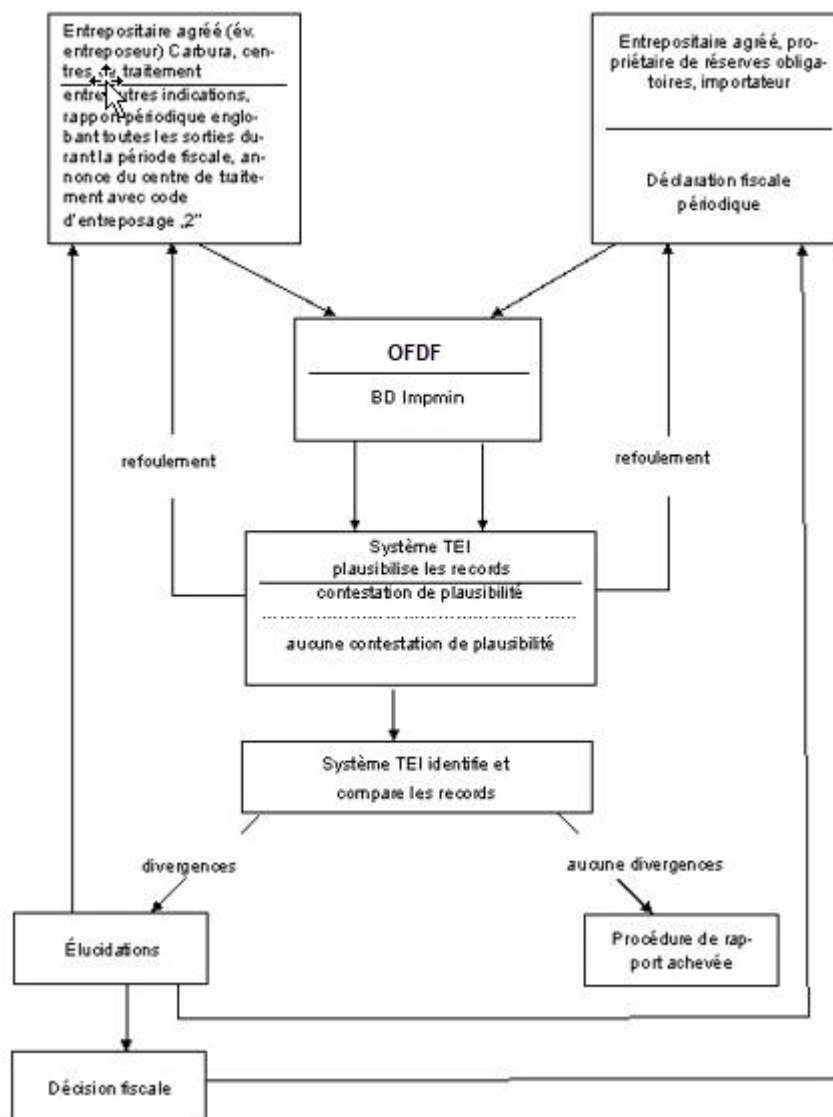 Entrepositaire agréé (év.
entreposeur) Carbura, cen-
tres de traitement
entre autres indications,
rapport périodique englo-
bant toutes les sorties du-
rant la période fiscale, an-
nonce du centre de traite-
ment avec code
d'entreposage „2"
Entrepositaire agréé, pro-
priétaire de réserves obliga-
toires, importateur
Déclaration fiscale
périodique
OFDF
BD Impmin
refoulement
refoulement
Système TEI
plausibilise les records
contestation de plausibilité
aucune contestation de plausibilité
Système TEI identifie et
compare les records
divergences
aucune divergences
Élucidations
Procédure de rap-
port achevée
Décision fiscale